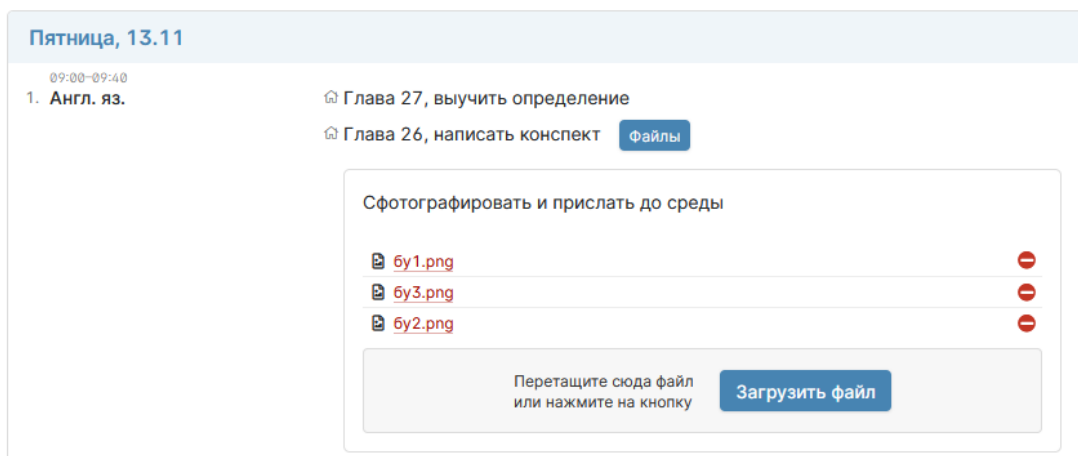 Пятница, 13.11
09:00–09:40
1. Англ. яз.
Глава 27, выучить определение
Глава 26, написать конспект Файлы
Сфотографировать и прислать до среды
бу1.png
бу3.png
бу2.png
Перетащите сюда файл
или нажмите на кнопку
Загрузить файл